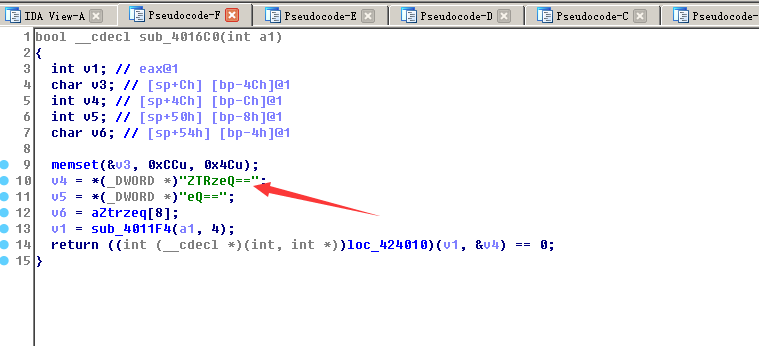 IDA View-A Pseudocode-F Pseudocode-E Pseudocode-D Pseudocode-C Pseudocode-
1 bool __cdecl sub_4016C0(int a1)
2 {
3 int v1; // eax@1
4 char v3; // [sp+Ch] [bp-4Ch]@1
5 int v4; // [sp+4Ch] [bp-Ch]@1
6 int v5; // [sp+50h] [bp-8h]@1
7 char v6; // [sp+54h] [bp-4h]@1
8
9 memset(&v3, 0xCCu, 0x4Cu);
10 v4 = *(_DWORD *)"ZTRzeQ==";
11 v5 = *(_DWORD *)"eQ==";
12 v6 = aZtrzeq[8];
13 v1 = sub_4011F4(a1, 4);
14 return ((int (__cdecl *)(int, int *))loc_424010)(v1, &v4) == 0;
15 }